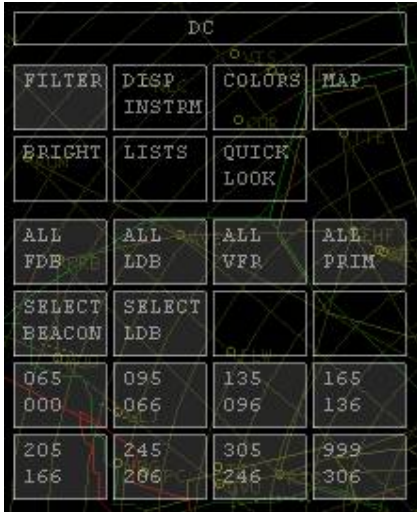 DC
FILTER DISP INSTRM COLORS MAP
BRIGHT LISTS QUICK LOOK
ALL FDB ALL LDB ALL VFR ALL PRIM
SELECT BEACON SELECT LDB
065 000 095 066 135 096 165 136
205 166 245 206 305 246 999 306